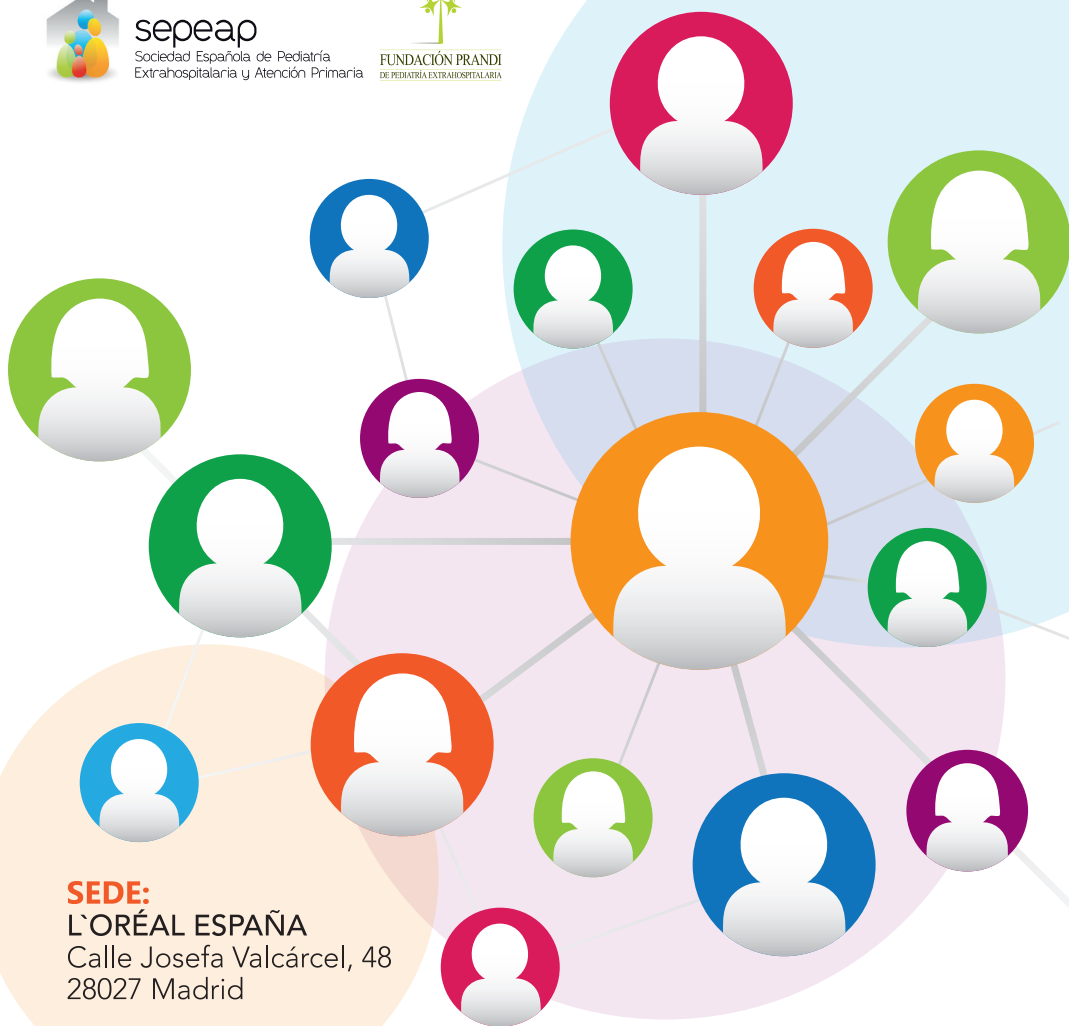 sepeap
Sociedad Española de Pediatría
Extrahospitalaria y Atención Primaria
FUNDACIÓN PRANDI
DE PEDIATRÍA EXTRAHOSPITALARIA
SEDE:
L`ORÉAL ESPAÑA
Calle Josefa Valcárcel, 48
28027 Madrid